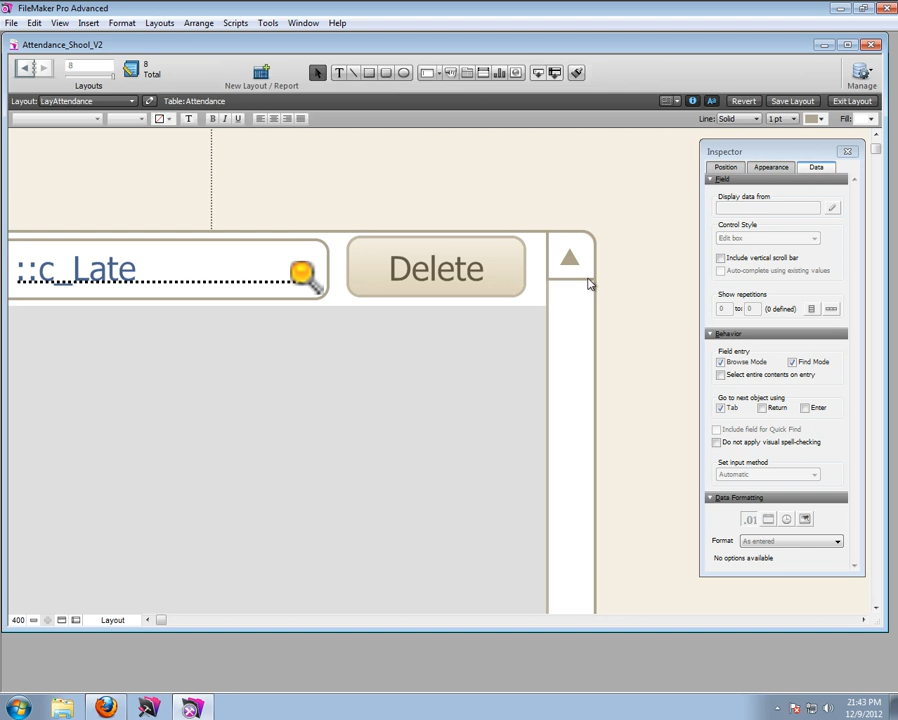 FileMaker Pro Advanced
File Edit View Insert Format Layouts Arrange Scripts Tools Window Help
Attendance_Shool_V2
8
8
Total
Layouts
New Layout / Report
Manage
Layout: LayAttendance Table: Attendance
Revert Save Layout Exit Layout
B I U
Line: Solid 1 pt Fill:
::c_Late
Delete
Inspector
Position Appearance Data
Field
Display data from
Control Style
Edit box
Include vertical scroll bar
Auto-complete using existing values
Show repetitions
0 to: 0 (0 defined)
Behavior
Field entry
Browse Mode Find Mode
Select entire contents on entry
Go to next object using
Tab Return Enter
Include field for Quick Find
Do not apply visual spell-checking
Set input method
Automatic
Data Formatting
.01
Format As entered
No options available
400 Layout
21:43 PM
12/9/2012